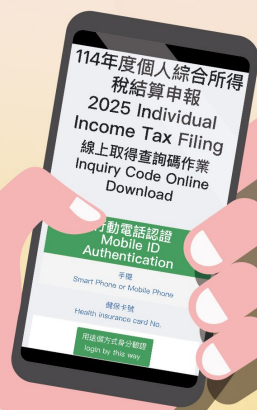 114年度個人綜合所得
稅結算申報
2025 Individual
Income Tax Filing
線上取得查詢碼作業
Inquiry Code Online
Download
行動電話認證
Mobile ID
Authentication
手機
Smart Phone or Mobile Phone
健保卡號
Health insurance card No.
用這個方式身分驗證
login by this way